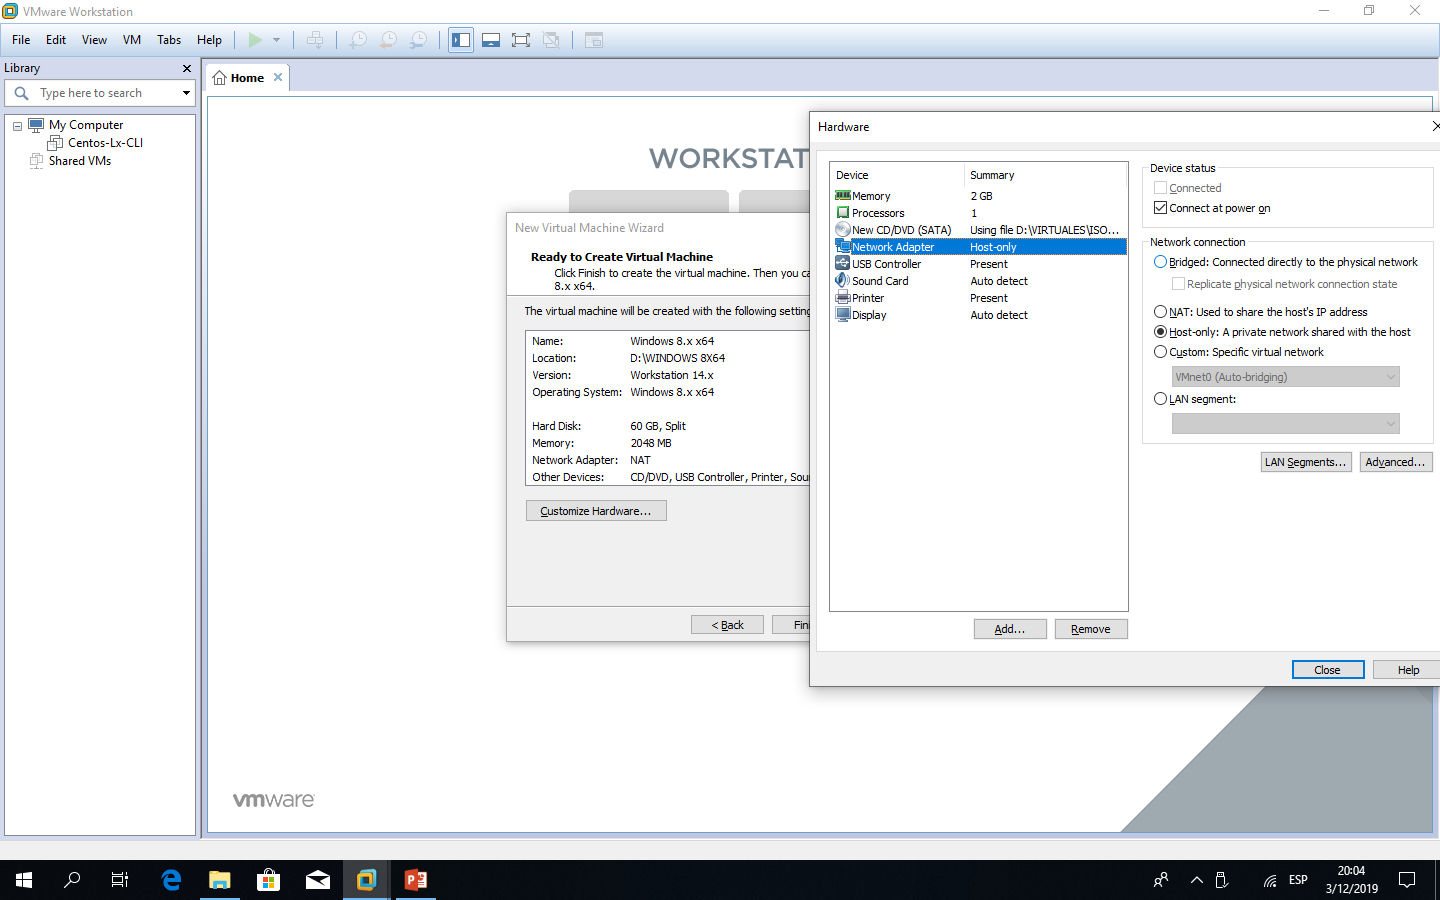 VMware Workstation
File Edit View VM Tabs Help
Library
Type here to search
My Computer
Centos-Lx-CLI
Shared VMs
Home
WORKSTAT
New Virtual Machine Wizard
Ready to Create Virtual Machine
Click Finish to create the virtual machine. Then you ca
8.x x64.
The virtual machine will be created with the following setting
Name: Windows 8.x x64
Location: D:\WINDOWS 8X64
Version: Workstation 14.x
Operating System: Windows 8.x x64
Hard Disk: 60 GB, Split
Memory: 2048 MB
Network Adapter: NAT
Other Devices: CD/DVD, USB Controller, Printer, Sou
Customize Hardware...
< Back
Fin
Hardware
Device Summary
Memory 2 GB
Processors 1
New CD/DVD (SATA) Using file D:\VIRTUALES\ISO...
Network Adapter Host-only
USB Controller Present
Sound Card Auto detect
Printer Present
Display Auto detect
Add...
Remove
Device status
Connected
Connect at power on
Network connection
Bridged: Connected directly to the physical network
Replicate physical network connection state
NAT: Used to share the host's IP address
Host-only: A private network shared with the host
Custom: Specific virtual network
VMnet0 (Auto-bridging)
LAN segment:
LAN Segments...
Advanced...
Close
Help
vmware
ESP
20:04
3/12/2019